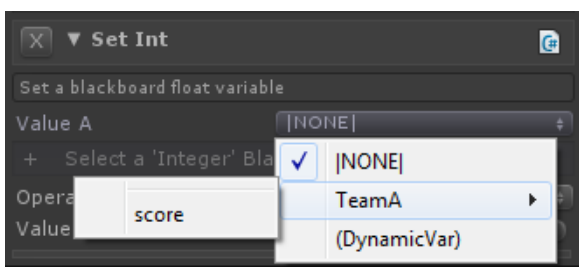 X ▼ Set Int C#
Set a blackboard float variable
Value A |NONE|
+ Select a 'Integer' Bla ✓ |NONE|
Opera TeamA
score
Value (DynamicVar)